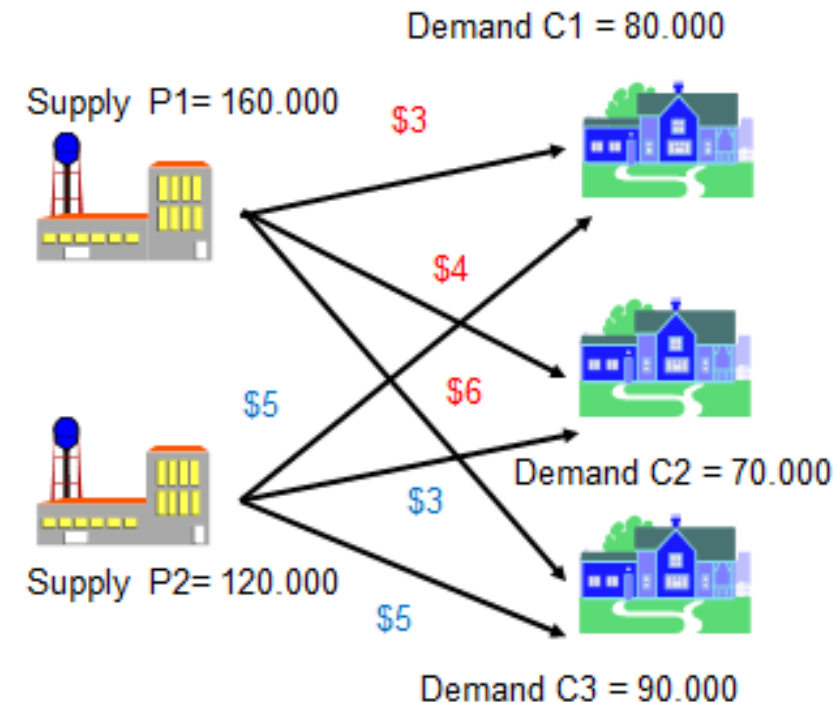 Demand C1 = 80.000
Supply P1= 160.000
$3
$4
$5
$6
Demand C2 = 70.000
$3
Supply P2= 120.000
$5
Demand C3 = 90.000